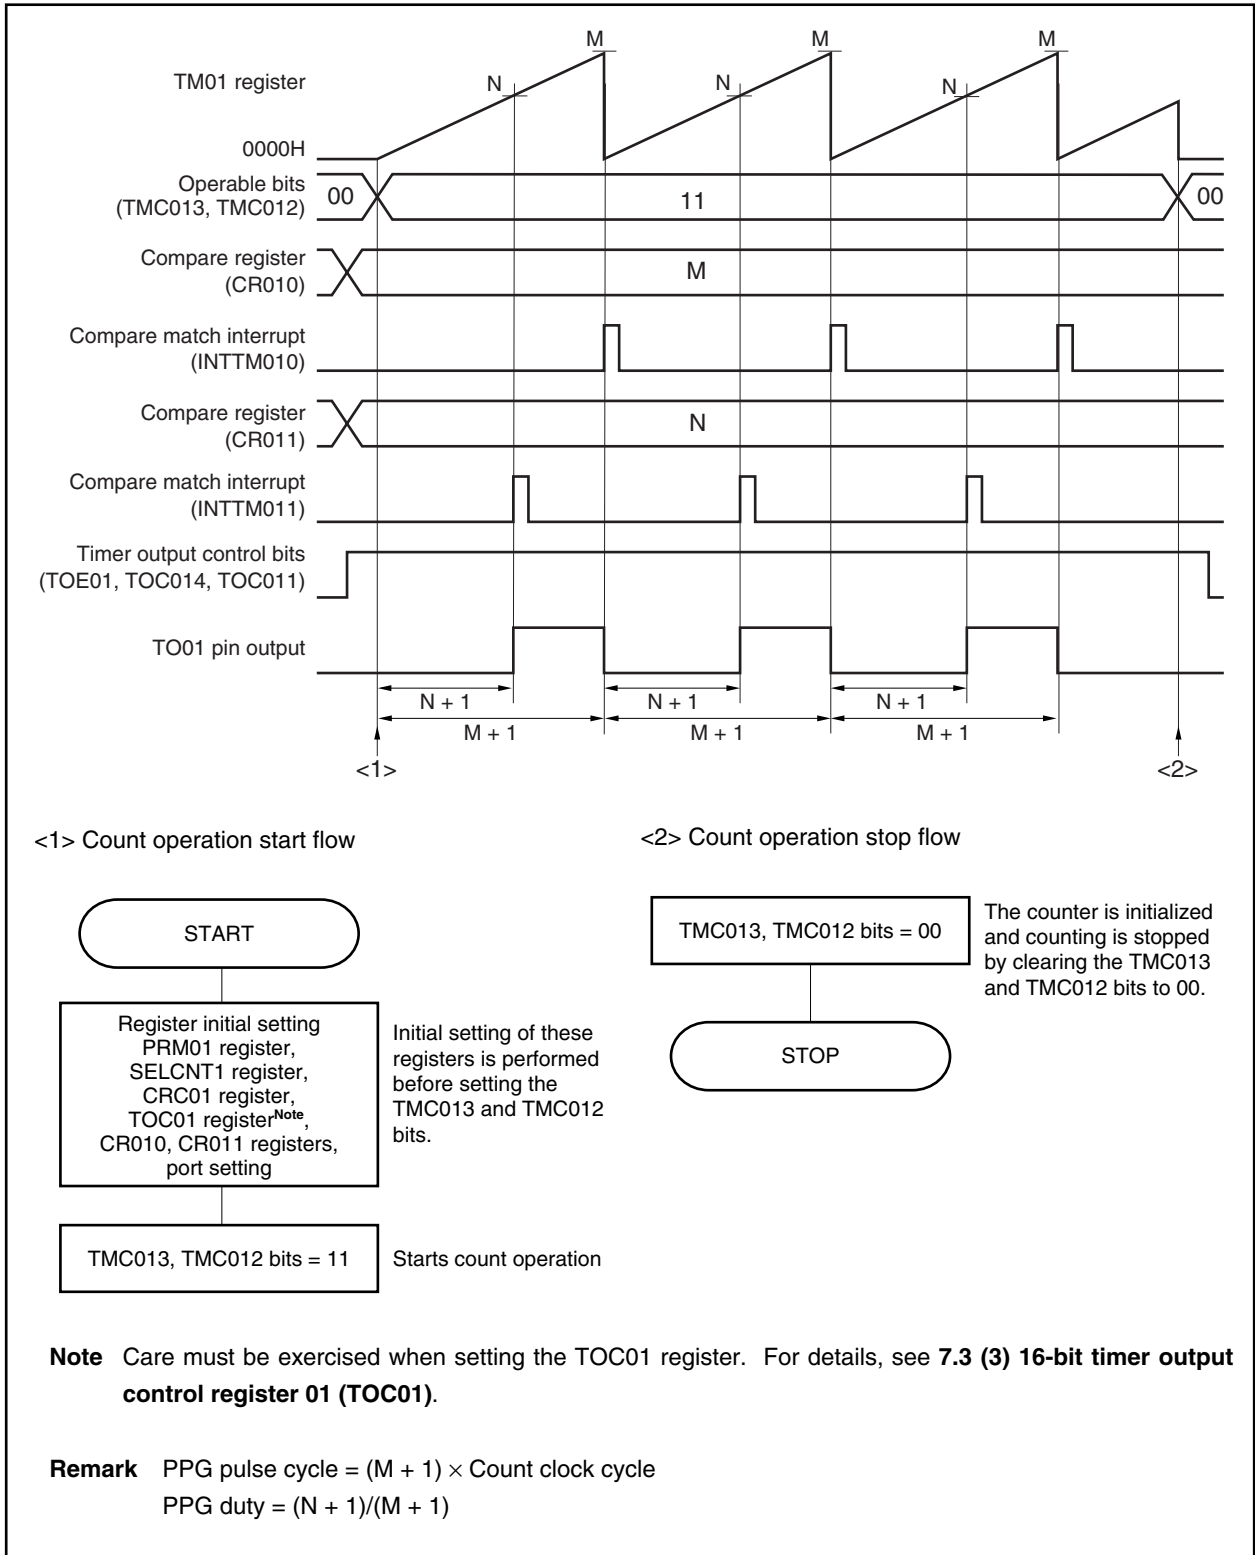 M M M
TM01 register N N N
0000H
Operable bits
(TMC013, TMC012) 00 11 00
Compare register
(CR010) M
Compare match interrupt
(INTTM010)
Compare register
(CR011) N
Compare match interrupt
(INTTM011)
Timer output control bits
(TOE01, TOC014, TOC011)
TO01 pin output
N + 1 N + 1 N + 1
M + 1 M + 1 M + 1
<1> <2>
<1> Count operation start flow
START
Register initial setting
PRM01 register,
SELCNT1 register,
CRC01 register,
TOC01 registerNote,
CR010, CR011 registers,
port setting
Initial setting of these
registers is performed
before setting the
TMC013 and TMC012
bits.
TMC013, TMC012 bits = 11
Starts count operation
<2> Count operation stop flow
TMC013, TMC012 bits = 00
The counter is initialized
and counting is stopped
by clearing the TMC013
and TMC012 bits to 00.
STOP
Note Care must be exercised when setting the TOC01 register. For details, see 7.3 (3) 16-bit timer output
control register 01 (TOC01).
Remark PPG pulse cycle = (M + 1) × Count clock cycle
PPG duty = (N + 1)/(M + 1)